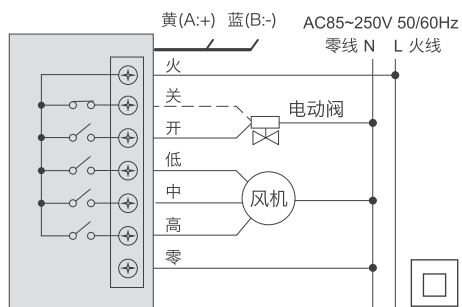 黄(A:+) 蓝(B:-) AC85~250V 50/60Hz
零线 N L 火线
火
关
开
电动阀
低
中
风机
高
零